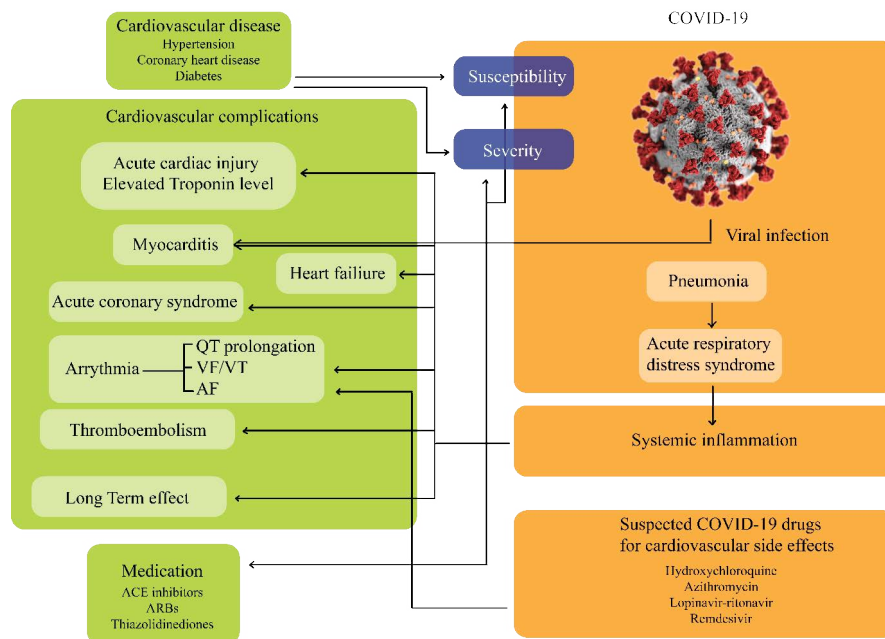 Cardiovascular disease
Hypertension
Coronary heart disease
Diabetes
COVID-19
Susceptibility
Severity
Cardiovascular complications
Acute cardiac injury
Elevated Troponin level
Myocarditis
Heart failiure
Acute coronary syndrome
Arrythmia
QT prolongation
VF/VT
AF
Thromboembolism
Long Term effect
Viral infection
Pneumonia
Acute respiratory
distress syndrome
Systemic inflammation
Medication
ACE inhibitors
ARBs
Thiazolidinediones
Suspected COVID-19 drugs
for cardiovascular side effects
Hydroxychloroquine
Azithromycin
Lopinavir-ritonavir
Remdesivir